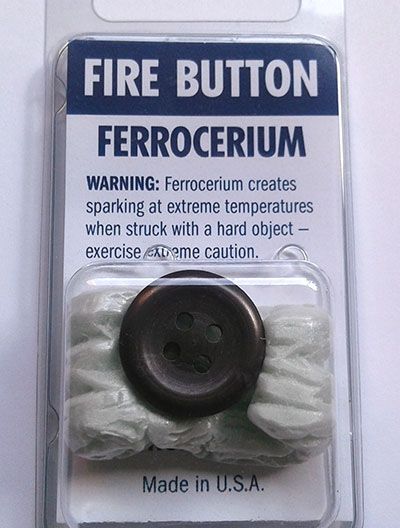 FIRE BUTTON
FERROCERIUM
WARNING: Ferrocerium creates
sparking at extreme temperatures
when struck with a hard object –
exercise extreme caution.
Made in U.S.A.